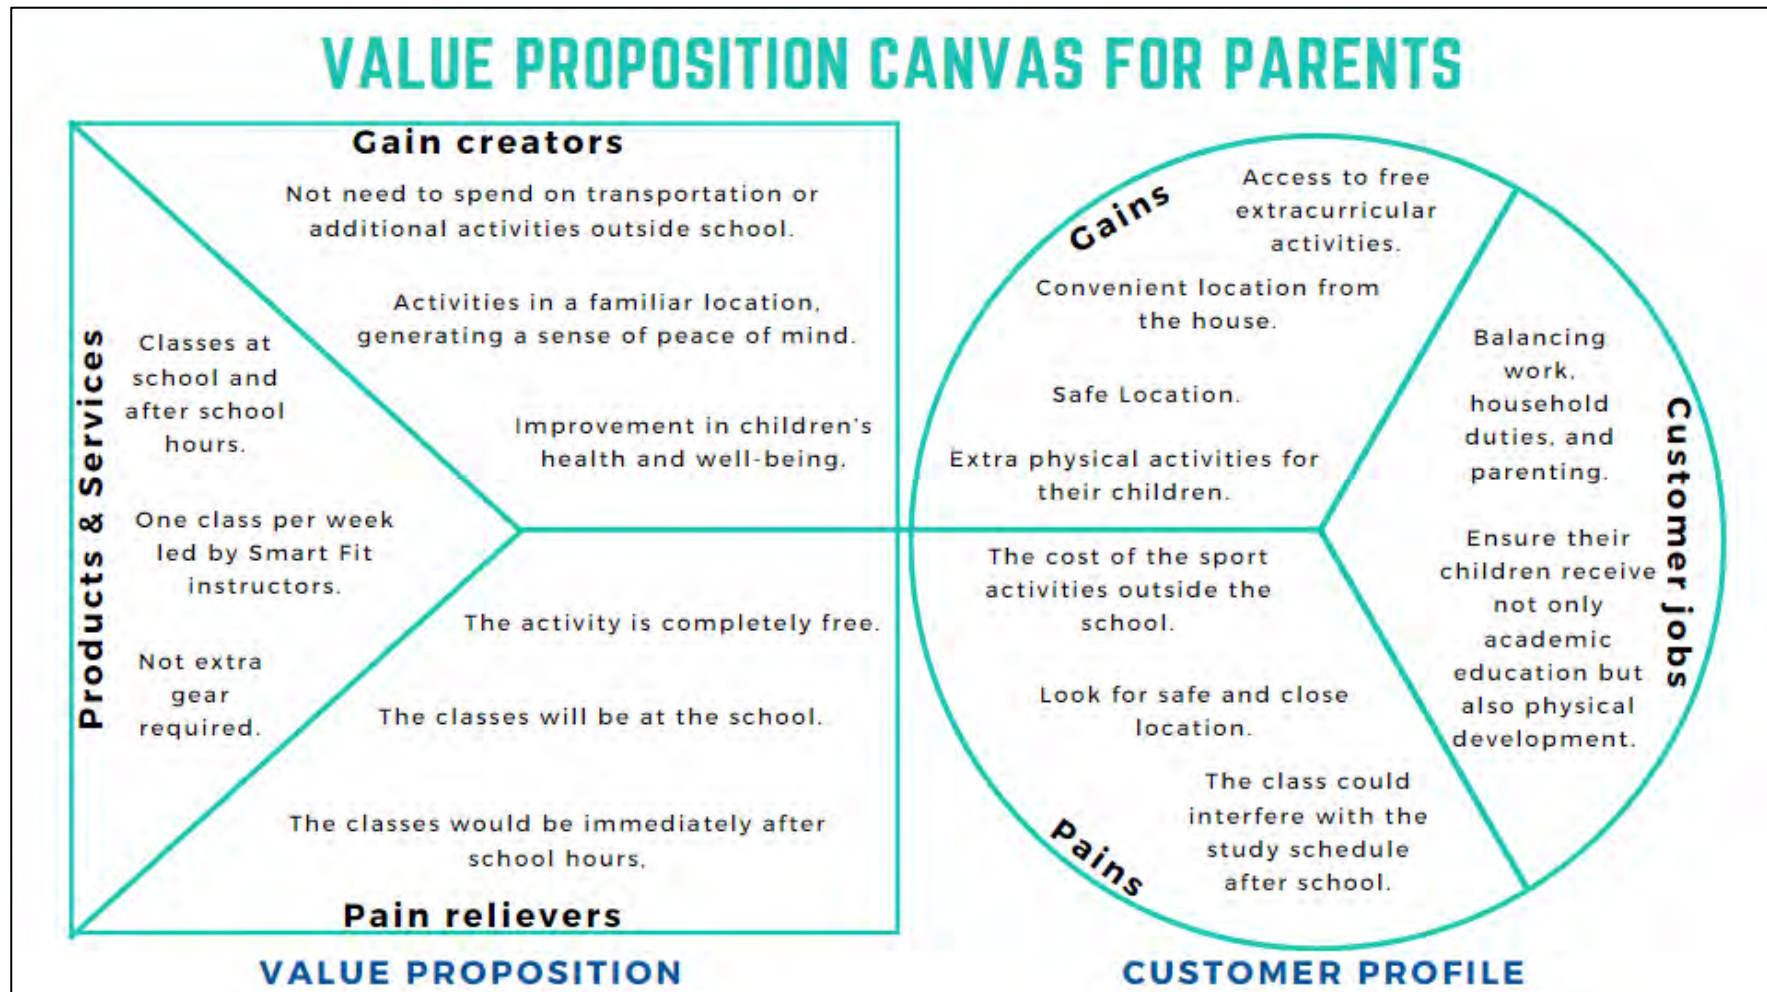 VALUE PROPOSITION CANVAS FOR PARENTS
Gain creators
Not need to spend on transportation or
additional activities outside school.
Activities in a familiar location,
generating a sense of peace of mind.
Improvement in children's
health and well-being.
Products & Services
Classes at
school and
after school
hours.
One class per week
led by Smart Fit
instructors.
Not extra
gear
required.
The activity is completely free.
The classes will be at the school.
The classes would be immediately after
school hours.
Pain relievers
VALUE PROPOSITION
Gains
Access to free
extracurricular
activities.
Convenient location from
the house.
Safe Location.
Extra physical activities for
their children.
Customer jobs
Balancing
work,
household
duties, and
parenting.
Ensure their
children receive
not only
academic
education but
also physical
development.
The cost of the sport
activities outside the
school.
Look for safe and close
location.
The class could
interfere with the
study schedule
after school.
Pains
CUSTOMER PROFILE